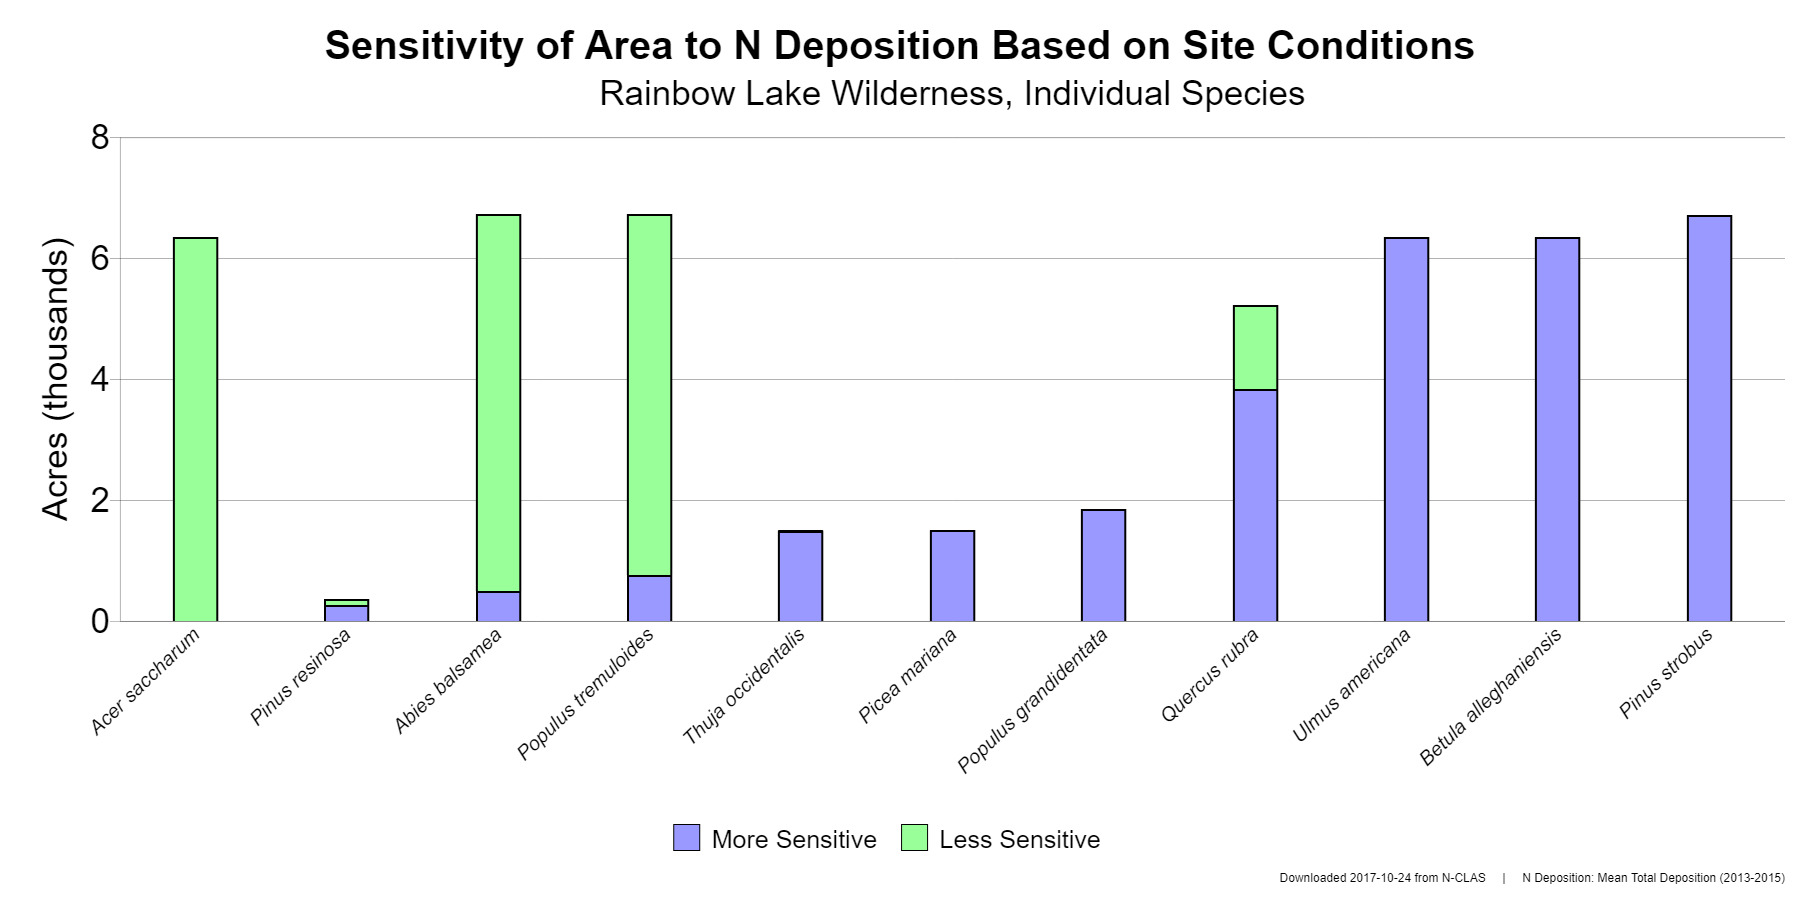 Sensitivity of Area to N Deposition Based on Site Conditions
Rainbow Lake Wilderness, Individual Species
Acres (thousands)
8
6
4
2
0
Acer saccharum
Pinus resinosa
Abies balsamea
Populus tremuloides
Thuja occidentalis
Picea mariana
Populus grandidentata
Quercus rubra
Ulmus americana
Betula alleghaniensis
Pinus strobus
More Sensitive
Less Sensitive
Downloaded 2017-10-24 from N-CLAS | N Deposition: Mean Total Deposition (2013-2015)